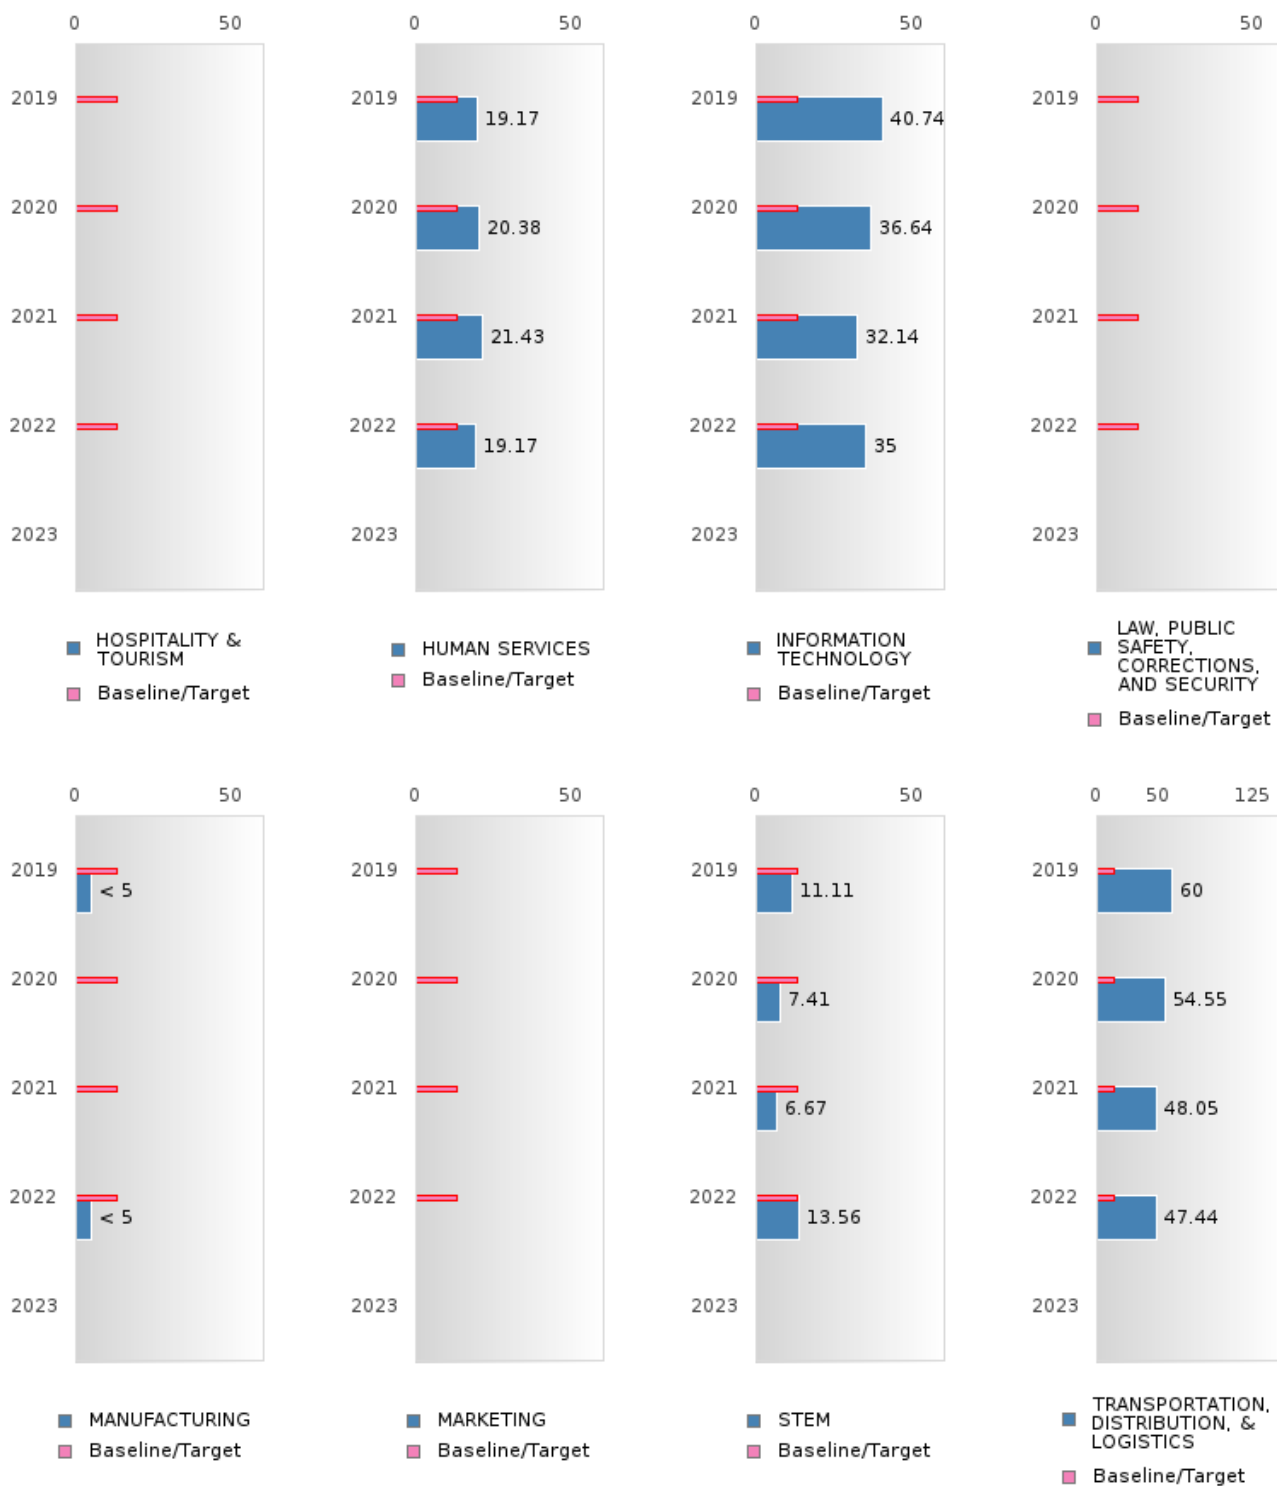 0 50
2019
2020
2021
2022
2023
HOSPITALITY &
TOURISM
Baseline/Target
0 50
2019 19.17
2020 20.38
2021 21.43
2022 19.17
2023
HUMAN SERVICES
Baseline/Target
0 50
2019 40.74
2020 36.64
2021 32.14
2022 35
2023
INFORMATION
TECHNOLOGY
Baseline/Target
0 50
2019
2020
2021
2022
2023
LAW, PUBLIC
SAFETY,
CORRECTIONS,
AND SECURITY
Baseline/Target
0 50
2019 < 5
2020
2021
2022 < 5
2023
MANUFACTURING
Baseline/Target
0 50
2019
2020
2021
2022
2023
MARKETING
Baseline/Target
0 50
2019 11.11
2020 7.41
2021 6.67
2022 13.56
2023
STEM
Baseline/Target
0 50 125
2019 60
2020 54.55
2021 48.05
2022 47.44
2023
TRANSPORTATION,
DISTRIBUTION, &
LOGISTICS
Baseline/Target